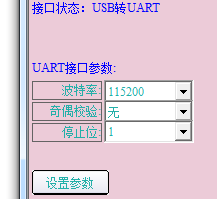 接口状态：USB转UART
UART接口参数:
波特率: 115200
奇偶校验: 无
停止位: 1
设置参数